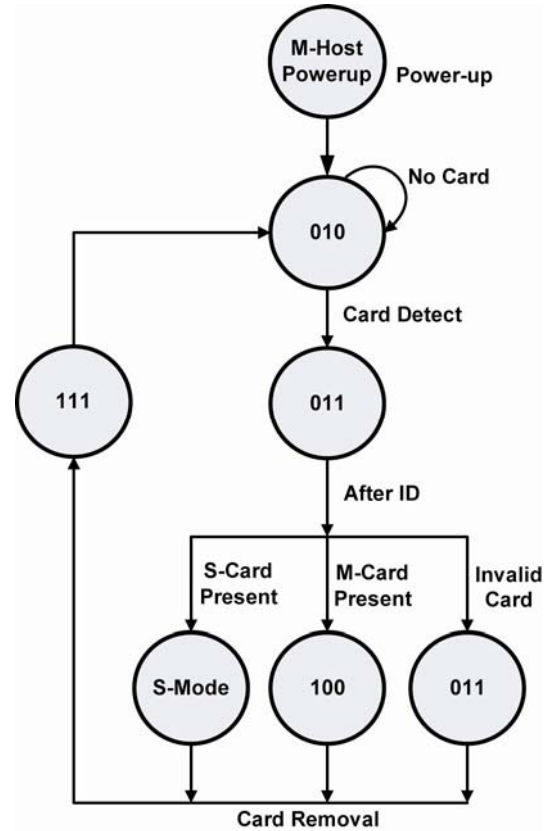 M-Host
Powerup
Power-up
No Card
010
Card Detect
111
011
After ID
S-Card
Present
M-Card
Present
Invalid
Card
S-Mode
100
011
Card Removal